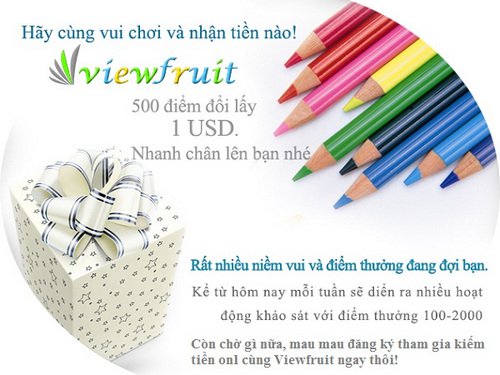 Hãy cùng vui chơi và nhận tiền nào!
viewfruit
500 điểm đổi lấy
1 USD.
Nhanh chân lên bạn nhé
Rất nhiều niềm vui và điểm thưởng đang đợi bạn.
Kể từ hôm nay mỗi tuần sẽ diển ra nhiều hoạt
động khảo sát với điểm thưởng 100-2000
Còn chờ gì nữa, mau mau đăng ký tham gia kiếm
tiền onl cùng Viewfruit ngay thôi!